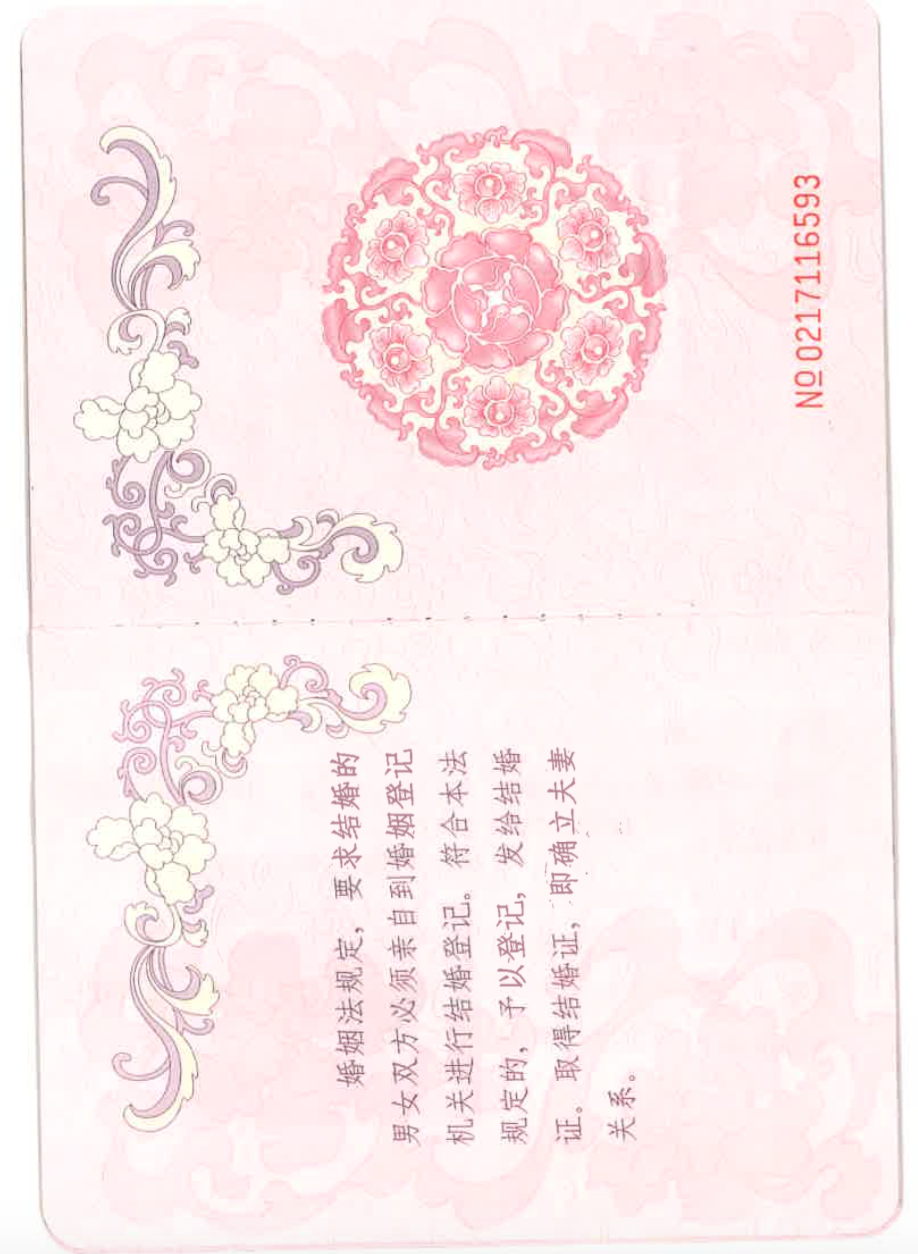 婚姻法规定，要求结婚的
男女双方必须亲自到婚姻登记
机关进行结婚登记。符合本法
规定的，予以登记，发给结婚
证。取得结婚证，即确立夫妻
关系。
№ 0217116593